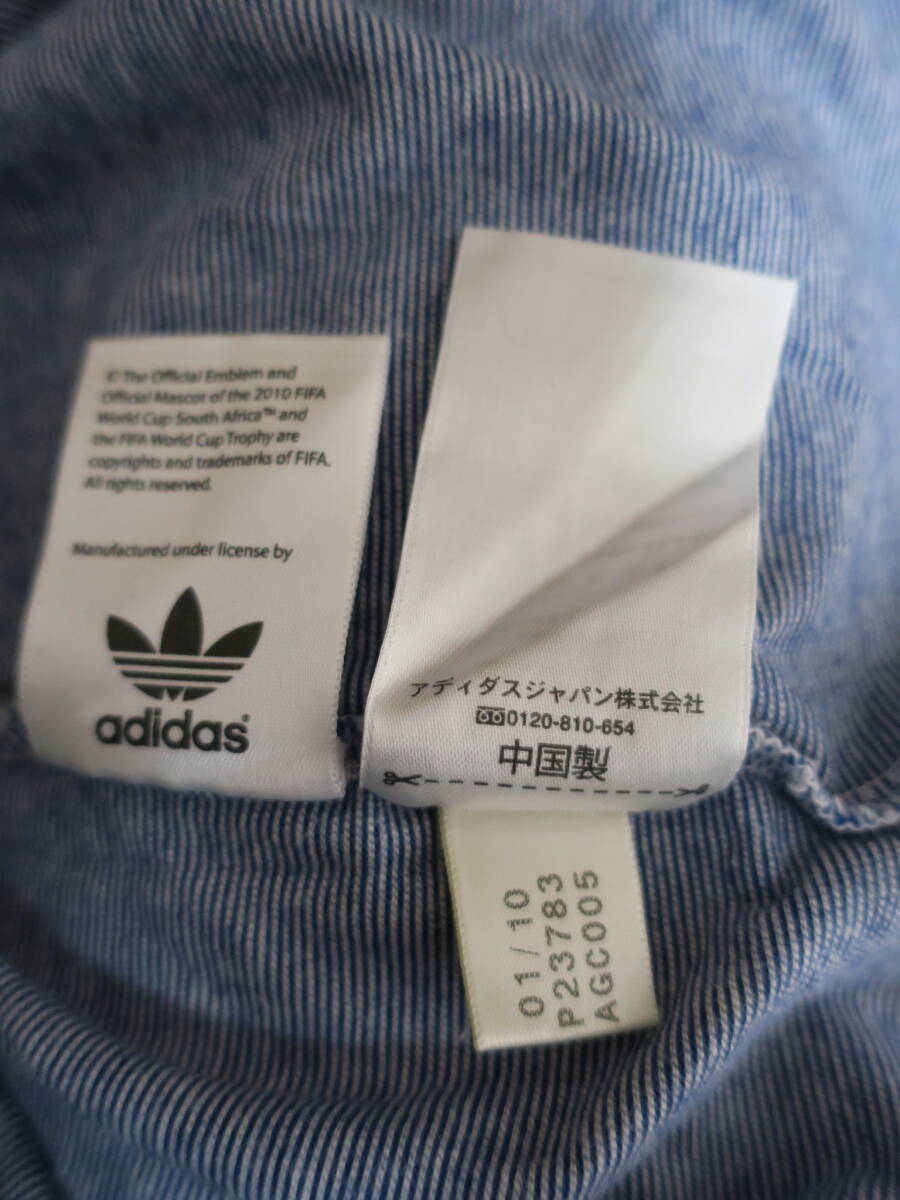 © The Official Emblem and
Official Mascot of the 2010 FIFA
World Cup South Africa™ and
the FIFA World Cup Trophy are
copyrights and trademarks of FIFA.
All rights reserved.
Manufactured under license by
adidas®
アディダスジャパン株式会社
0120-810-654
中国製
01/10
P23783
AGC005